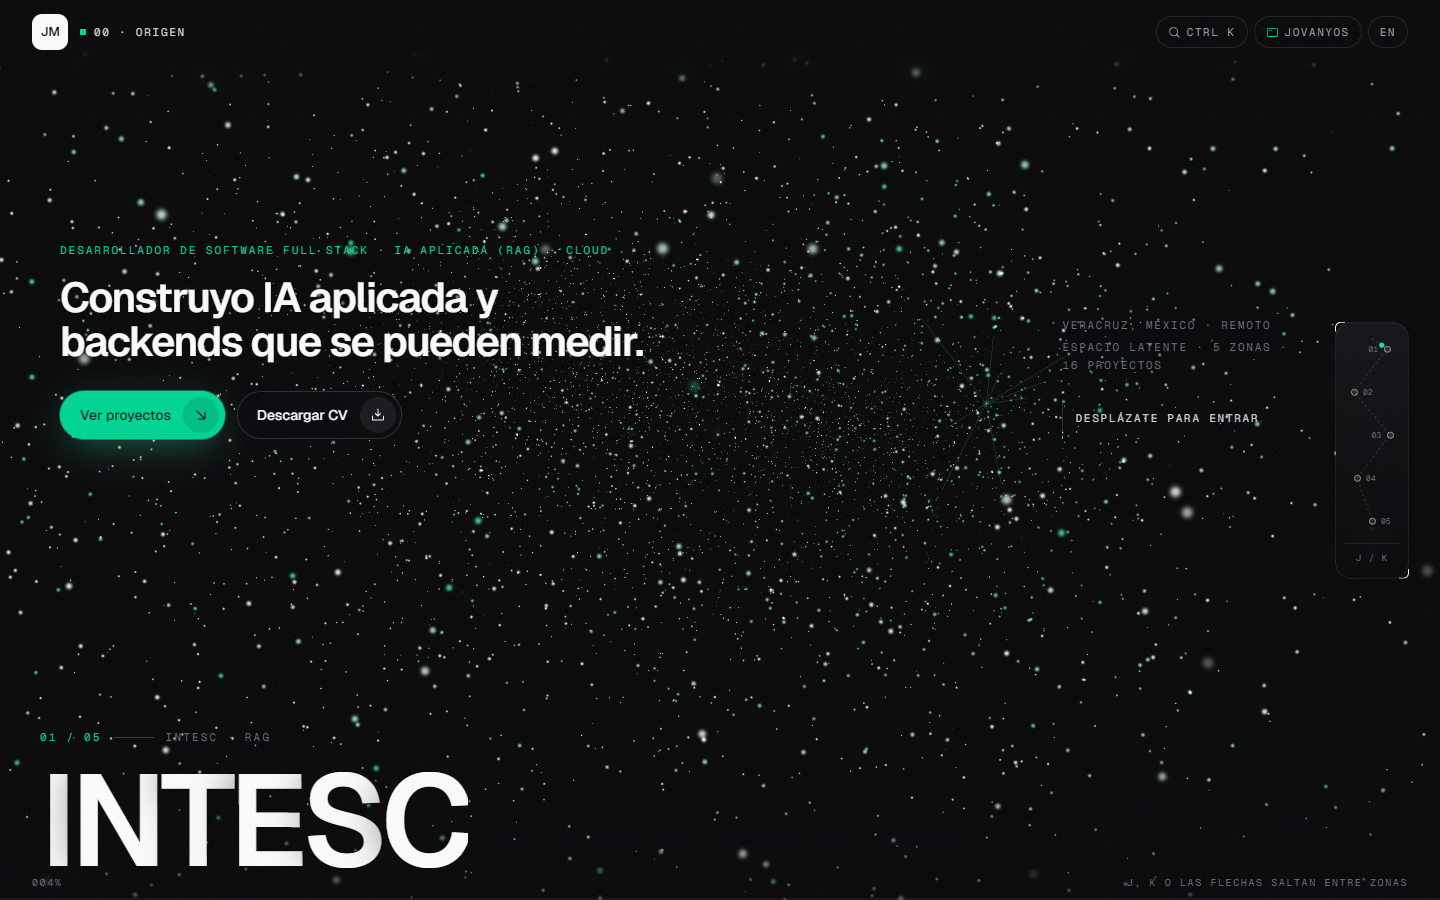 JM
00 · ORIGEN
CTRL K
JOVANYOS
EN
DESARROLLADOR DE SOFTWARE FULL STACK · IA APLICADA (RAG) · CLOUD
Construyo IA aplicada y
backends que se pueden medir.
Ver proyectos
Descargar CV
VERACRUZ, MÉXICO · REMOTO
ESPACIO LATENTE · 5 ZONAS
16 PROYECTOS
DESPLÁZATE PARA ENTRAR
01
02
03
04
05
J / K
01 / 05
INTESC · RAG
INTESC
004%
J, K O LAS FLECHAS SALTAN ENTRE ZONAS